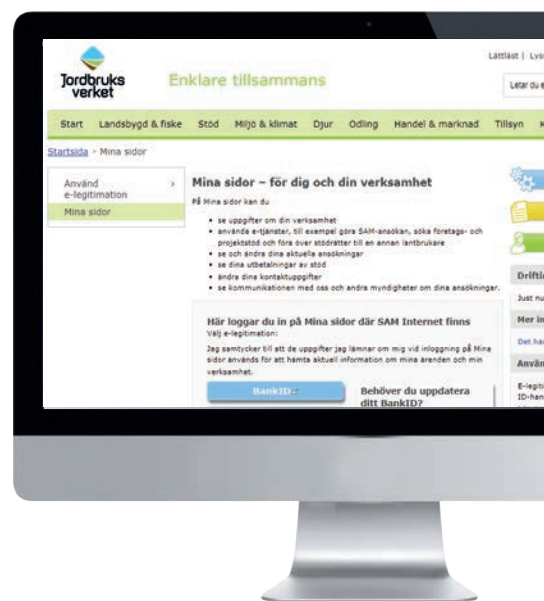 Lättläst | Lyss
Jordbruks
verket
Enklare tillsammans
Letar du e
Start Landsbygd & fiske Stöd Miljö & klimat Djur Odling Handel & marknad Tillsyn K
Startsida > Mina sidor
Använd >
e-legitimation
Mina sidor
Mina sidor – för dig och din verksamhet
På Mina sidor kan du
• se uppgifter om din verksamhet
• använda e-tjänster, till exempel göra SAM-ansökan, söka företags- och
projektstöd och föra över stödrätter till en annan lantbrukare
• se och ändra dina aktuella ansökningar
• se dina utbetalningar av stöd
• ändra dina kontaktuppgifter
• se kommunikationen med oss och andra myndigheter om dina ansökningar.
Här loggar du in på Mina sidor där SAM Internet finns
Välj e-legitimation:
Jag samtycker till att de uppgifter jag lämnar om mig vid inloggning på Mina
sidor används för att hämta aktuell information om mina ärenden och min
verksamhet.
BankID
Behöver du uppdatera
ditt BankID?
Driftin
Just nu
Mer in
Det här
Använ
E-legiti
ID-han